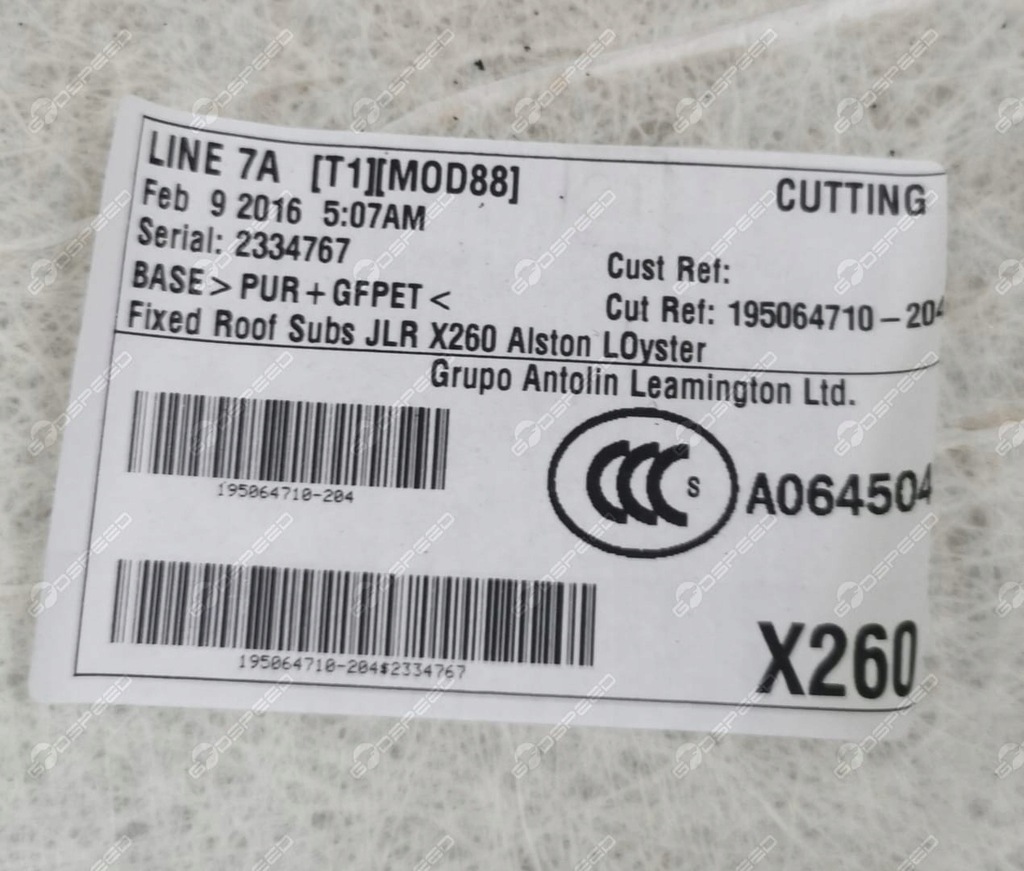 LINE 7A [T1][MOD88]
CUTTING
Feb 9 2016 5:07AM
Serial: 2334767
Cust Ref:
BASE > PUR + GFPET <
Cut Ref: 195064710-204
Fixed Roof Subs JLR X260 Alston LOyster
Grupo Antolin Leamington Ltd.
195064710-204
CCC S
A064504
195064710-204$2334767
X260
GODSPEED